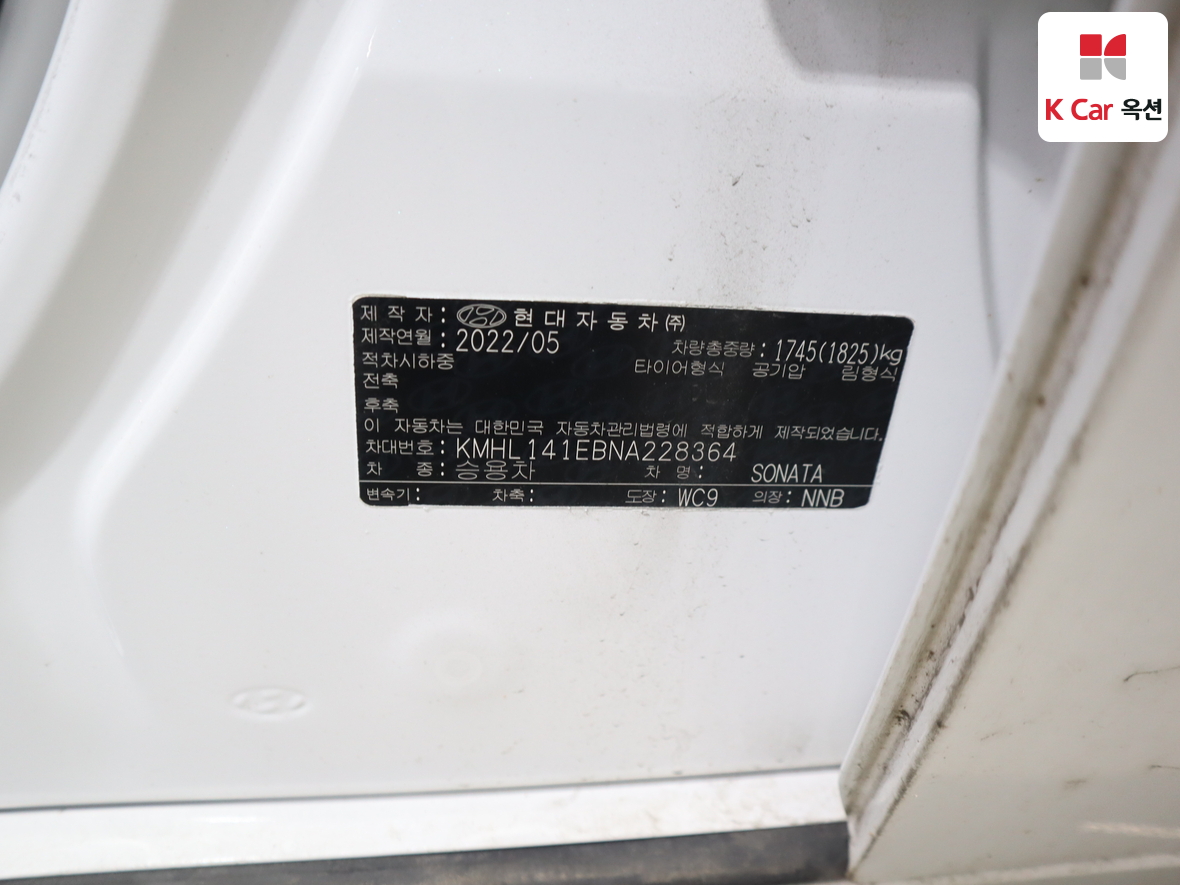 K Car 옥션
제 작 자 : 현 대 자 동 차 ㈜
제작연월 : 2022/05 차량총중량 : 1745(1825)kg
적차시하중 타이어형식 공기압 림형식
전축
후축
이 자동차는 대한민국 자동차관리법령에 적합하게 제작되었습니다.
차대번호 : KMHL141EBNA228364
차 종 : 승용차 차 명 : SONATA
변속기 : 차축 : 도장 : WC9 의장 : NNB